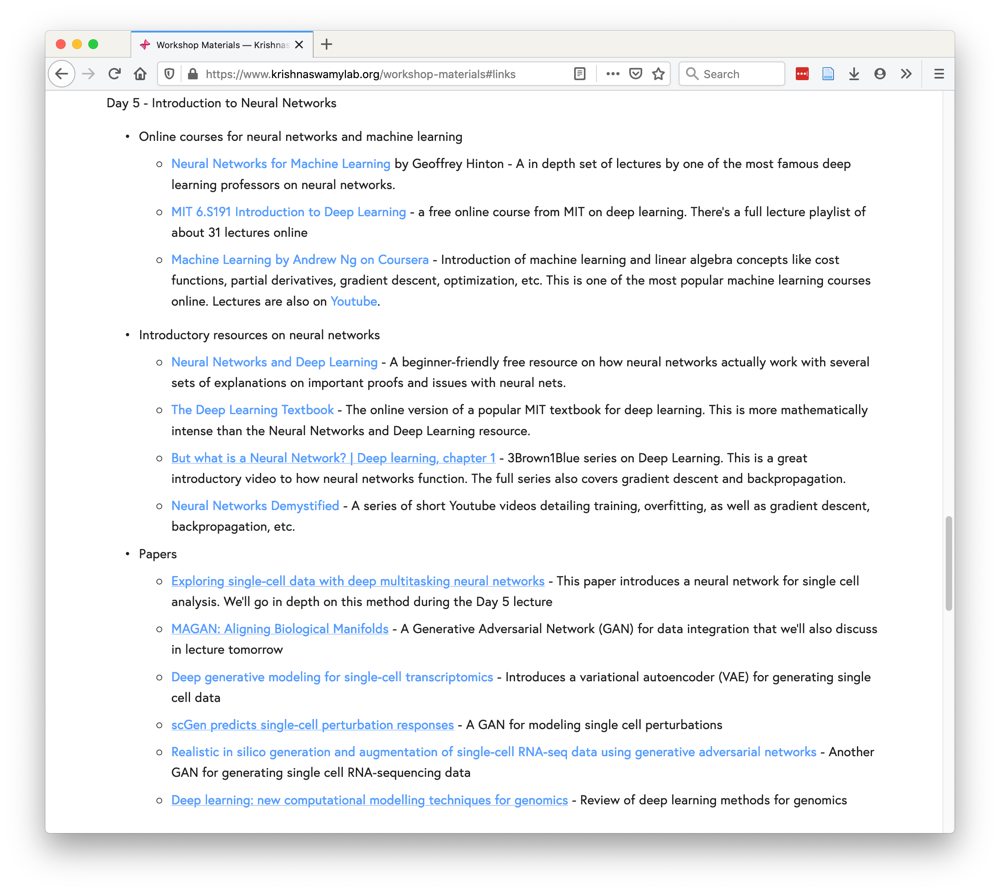 Workshop Materials — Krishnas
https://www.krishnaswamylab.org/workshop-materials#links
Search
Day 5 - Introduction to Neural Networks
• Online courses for neural networks and machine learning
○ Neural Networks for Machine Learning by Geoffrey Hinton - A in depth set of lectures by one of the most famous deep
learning professors on neural networks.
○ MIT 6.S191 Introduction to Deep Learning - a free online course from MIT on deep learning. There's a full lecture playlist of
about 31 lectures online
○ Machine Learning by Andrew Ng on Coursera - Introduction of machine learning and linear algebra concepts like cost
functions, partial derivatives, gradient descent, optimization, etc. This is one of the most popular machine learning courses
online. Lectures are also on Youtube.
• Introductory resources on neural networks
○ Neural Networks and Deep Learning - A beginner-friendly free resource on how neural networks actually work with several
sets of explanations on important proofs and issues with neural nets.
○ The Deep Learning Textbook - The online version of a popular MIT textbook for deep learning. This is more mathematically
intense than the Neural Networks and Deep Learning resource.
○ But what is a Neural Network? | Deep learning, chapter 1 - 3Brown1Blue series on Deep Learning. This is a great
introductory video to how neural networks function. The full series also covers gradient descent and backpropagation.
○ Neural Networks Demystified - A series of short Youtube videos detailing training, overfitting, as well as gradient descent,
backpropagation, etc.
• Papers
○ Exploring single-cell data with deep multitasking neural networks - This paper introduces a neural network for single cell
analysis. We'll go in depth on this method during the Day 5 lecture
○ MAGAN: Aligning Biological Manifolds - A Generative Adversarial Network (GAN) for data integration that we'll also discuss
in lecture tomorrow
○ Deep generative modeling for single-cell transcriptomics - Introduces a variational autoencoder (VAE) for generating single
cell data
○ scGen predicts single-cell perturbation responses - A GAN for modeling single cell perturbations
○ Realistic in silico generation and augmentation of single-cell RNA-seq data using generative adversarial networks - Another
GAN for generating single cell RNA-sequencing data
○ Deep learning: new computational modelling techniques for genomics - Review of deep learning methods for genomics